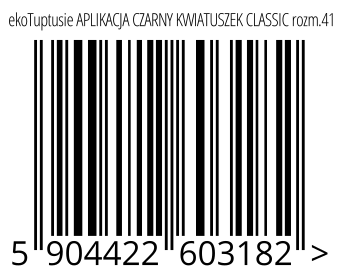 ekoTuptusie APLIKACJA CZARNY KWIATUSZEK CLASSIC rozm.41
5 904422 603182 >